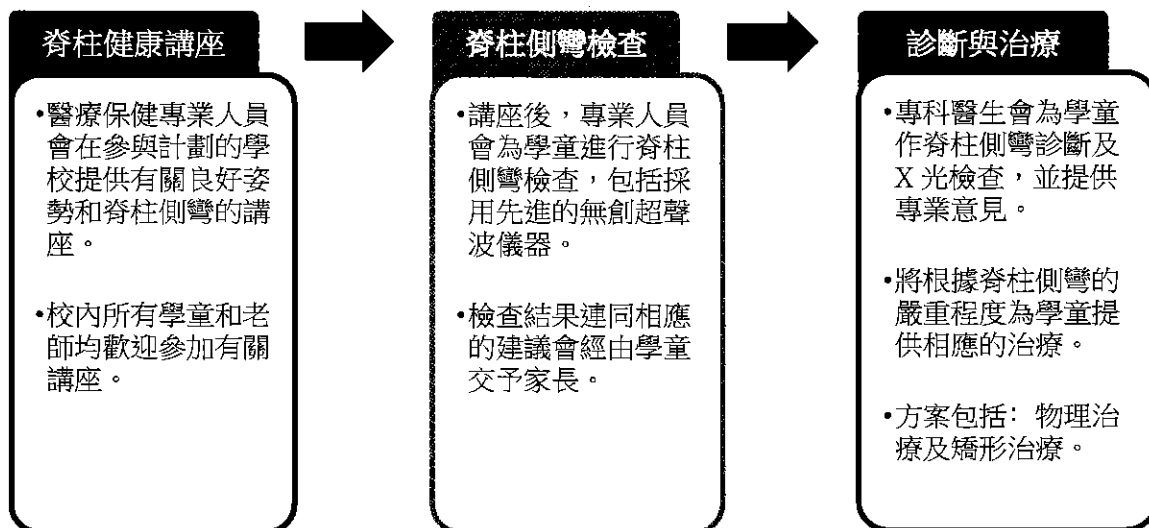 脊柱健康講座
•醫療保健專業人員
會在參與計劃的學
校提供有關良好姿
勢和脊柱側彎的講
座。
•校內所有學童和老
師均歡迎參加有關
講座。
脊柱側彎檢查
•講座後，專業人員
會為學童進行脊柱
側彎檢查，包括採
用先進的無創超聲
波儀器。
•檢查結果連同相應
的建議會經由學童
交予家長。
診斷與治療
•專科醫生會為學童
作脊柱側彎診斷及
X 光檢查，並提供
專業意見。
•將根據脊柱側彎的
嚴重程度為學童提
供相應的治療。
•方案包括: 物理治
療及矯形治療。